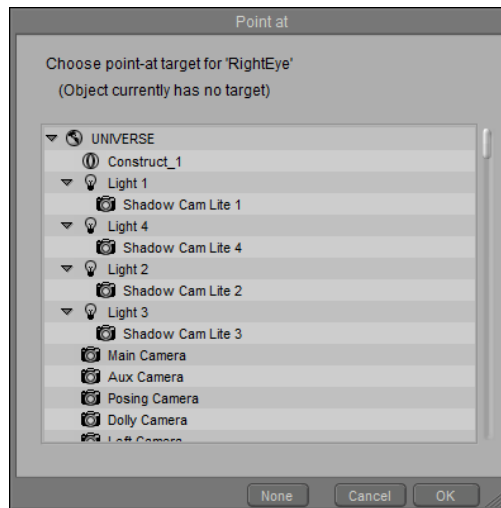 Point at
Choose point-at target for 'RightEye'
(Object currently has no target)
UNIVERSE
Construct_1
Light 1
Shadow Cam Lite 1
Light 4
Shadow Cam Lite 4
Light 2
Shadow Cam Lite 2
Light 3
Shadow Cam Lite 3
Main Camera
Aux Camera
Posing Camera
Dolly Camera
Left Camera
None Cancel OK